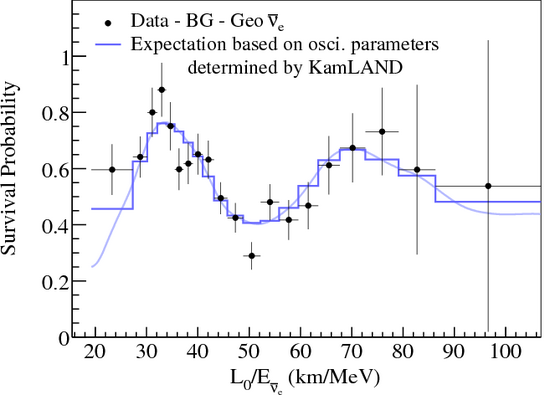 Data - BG - Geo ν̅e
Expectation based on osci. parameters
determined by KamLAND
1
0.8
0.6
0.4
0.2
0
Survival Probability
20 30 40 50 60 70 80 90 100
L0/Eν̅e (km/MeV)